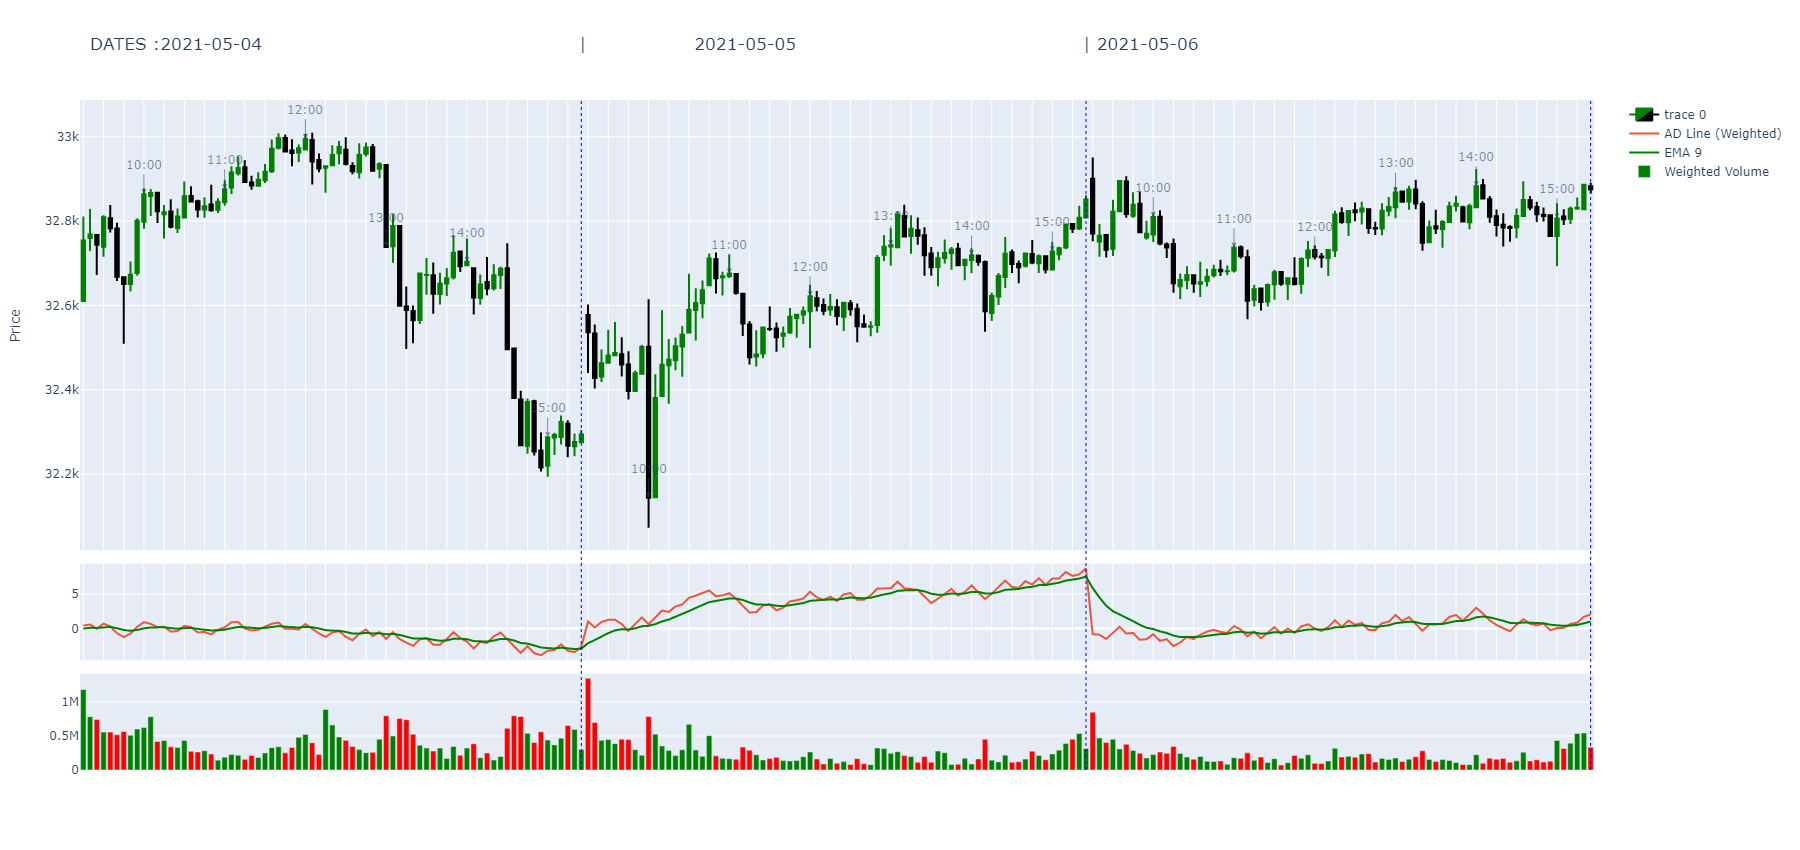 DATES :2021-05-04 | 2021-05-05 | 2021-05-06
12:00
33k
10:00 11:00 13:00 14:00
15:00
10:00
32.8k
13:00 13:00 11:00
14:00 14:00 15:00 12:00
11:00
12:00
32.6k
Price
32.4k
15:00
10:00
32.2k
5
0
1M
0.5M
0
trace 0
AD Line (Weighted)
EMA 9
Weighted Volume